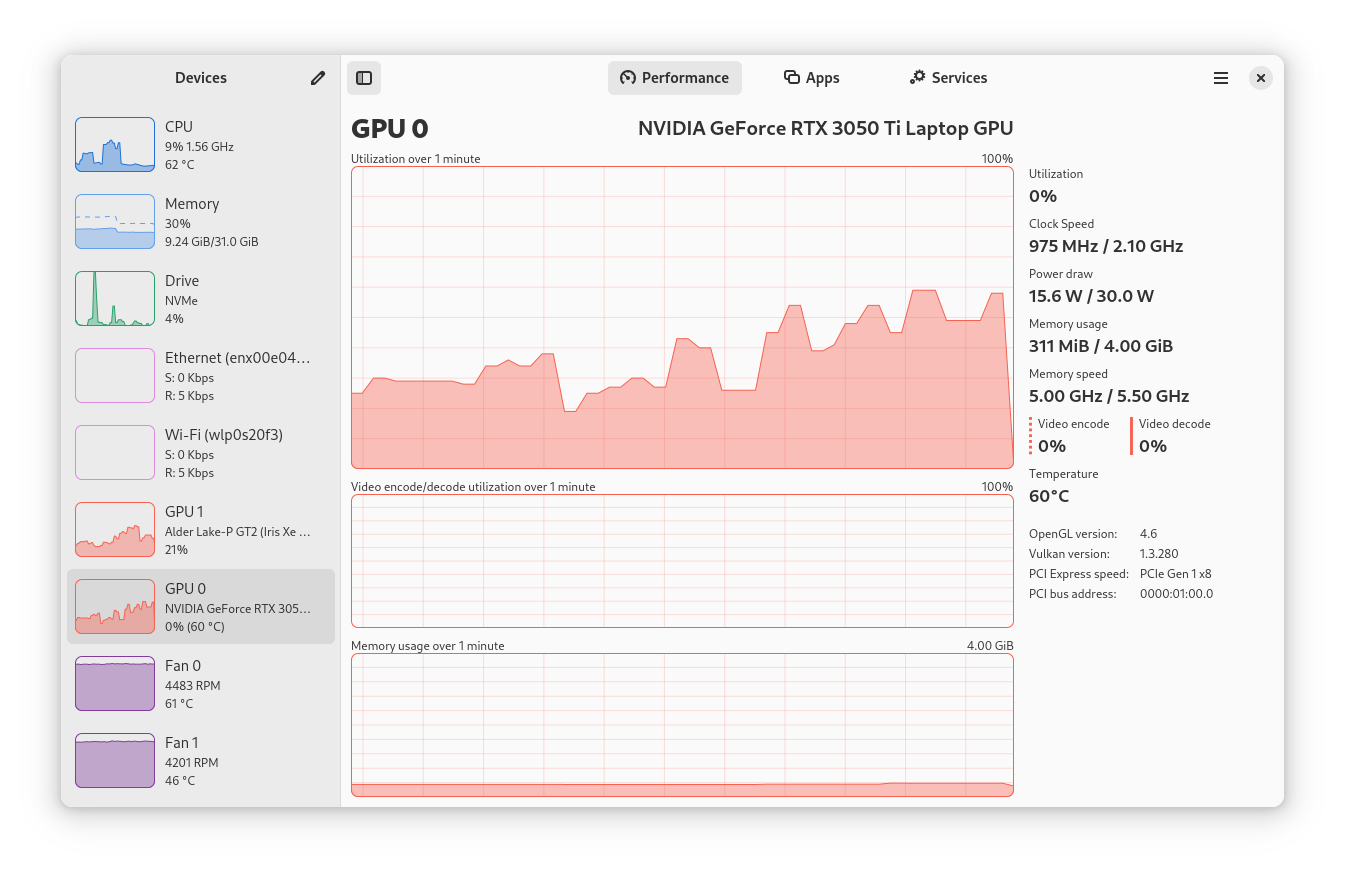 Devices
Performance
Apps
Services
CPU
9% 1.56 GHz
62 °C
Memory
30%
9.24 GiB/31.0 GiB
Drive
NVMe
4%
Ethernet (enx00e04…
S: 0 Kbps
R: 5 Kbps
Wi-Fi (wlp0s20f3)
S: 0 Kbps
R: 5 Kbps
GPU 1
Alder Lake-P GT2 (Iris Xe …
21%
GPU 0
NVIDIA GeForce RTX 305…
0% (60 °C)
Fan 0
4483 RPM
61 °C
Fan 1
4201 RPM
46 °C
GPU 0 NVIDIA GeForce RTX 3050 Ti Laptop GPU
Utilization over 1 minute 100%
Video encode/decode utilization over 1 minute 100%
Memory usage over 1 minute 4.00 GiB
Utilization
0%
Clock Speed
975 MHz / 2.10 GHz
Power draw
15.6 W / 30.0 W
Memory usage
311 MiB / 4.00 GiB
Memory speed
5.00 GHz / 5.50 GHz
Video encode Video decode
0% 0%
Temperature
60°C
OpenGL version: 4.6
Vulkan version: 1.3.280
PCI Express speed: PCIe Gen 1 x8
PCI bus address: 0000:01:00.0